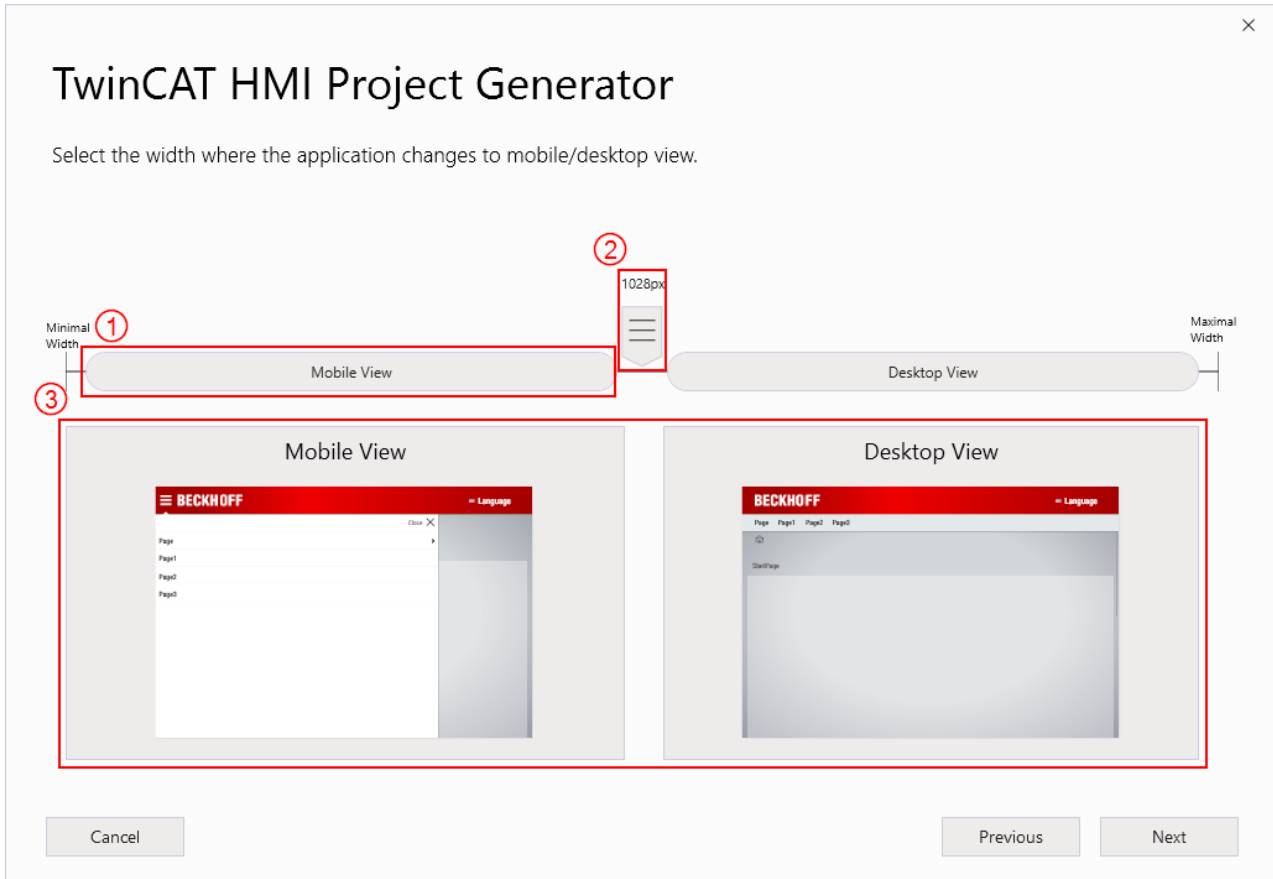 TwinCAT HMI Project Generator
Select the width where the application changes to mobile/desktop view.
2
1028px
Minimal
Width
1
Maximal
Width
Mobile View
Desktop View
3
Mobile View
Desktop View
BECKHOFF
Language
Close
Page
Page1
Page2
Page3
BECKHOFF
Language
Page Page1 Page2 Page3
StartPage
Cancel
Previous
Next